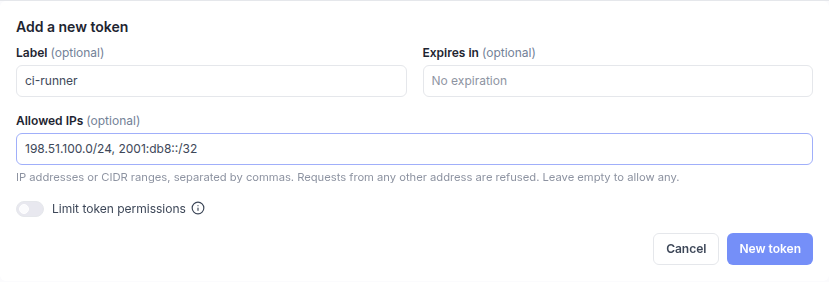 Add a new token
Label (optional)
Expires in (optional)
ci-runner
No expiration
Allowed IPs (optional)
198.51.100.0/24, 2001:db8::/32
IP addresses or CIDR ranges, separated by commas. Requests from any other address are refused. Leave empty to allow any.
Limit token permissions
Cancel
New token